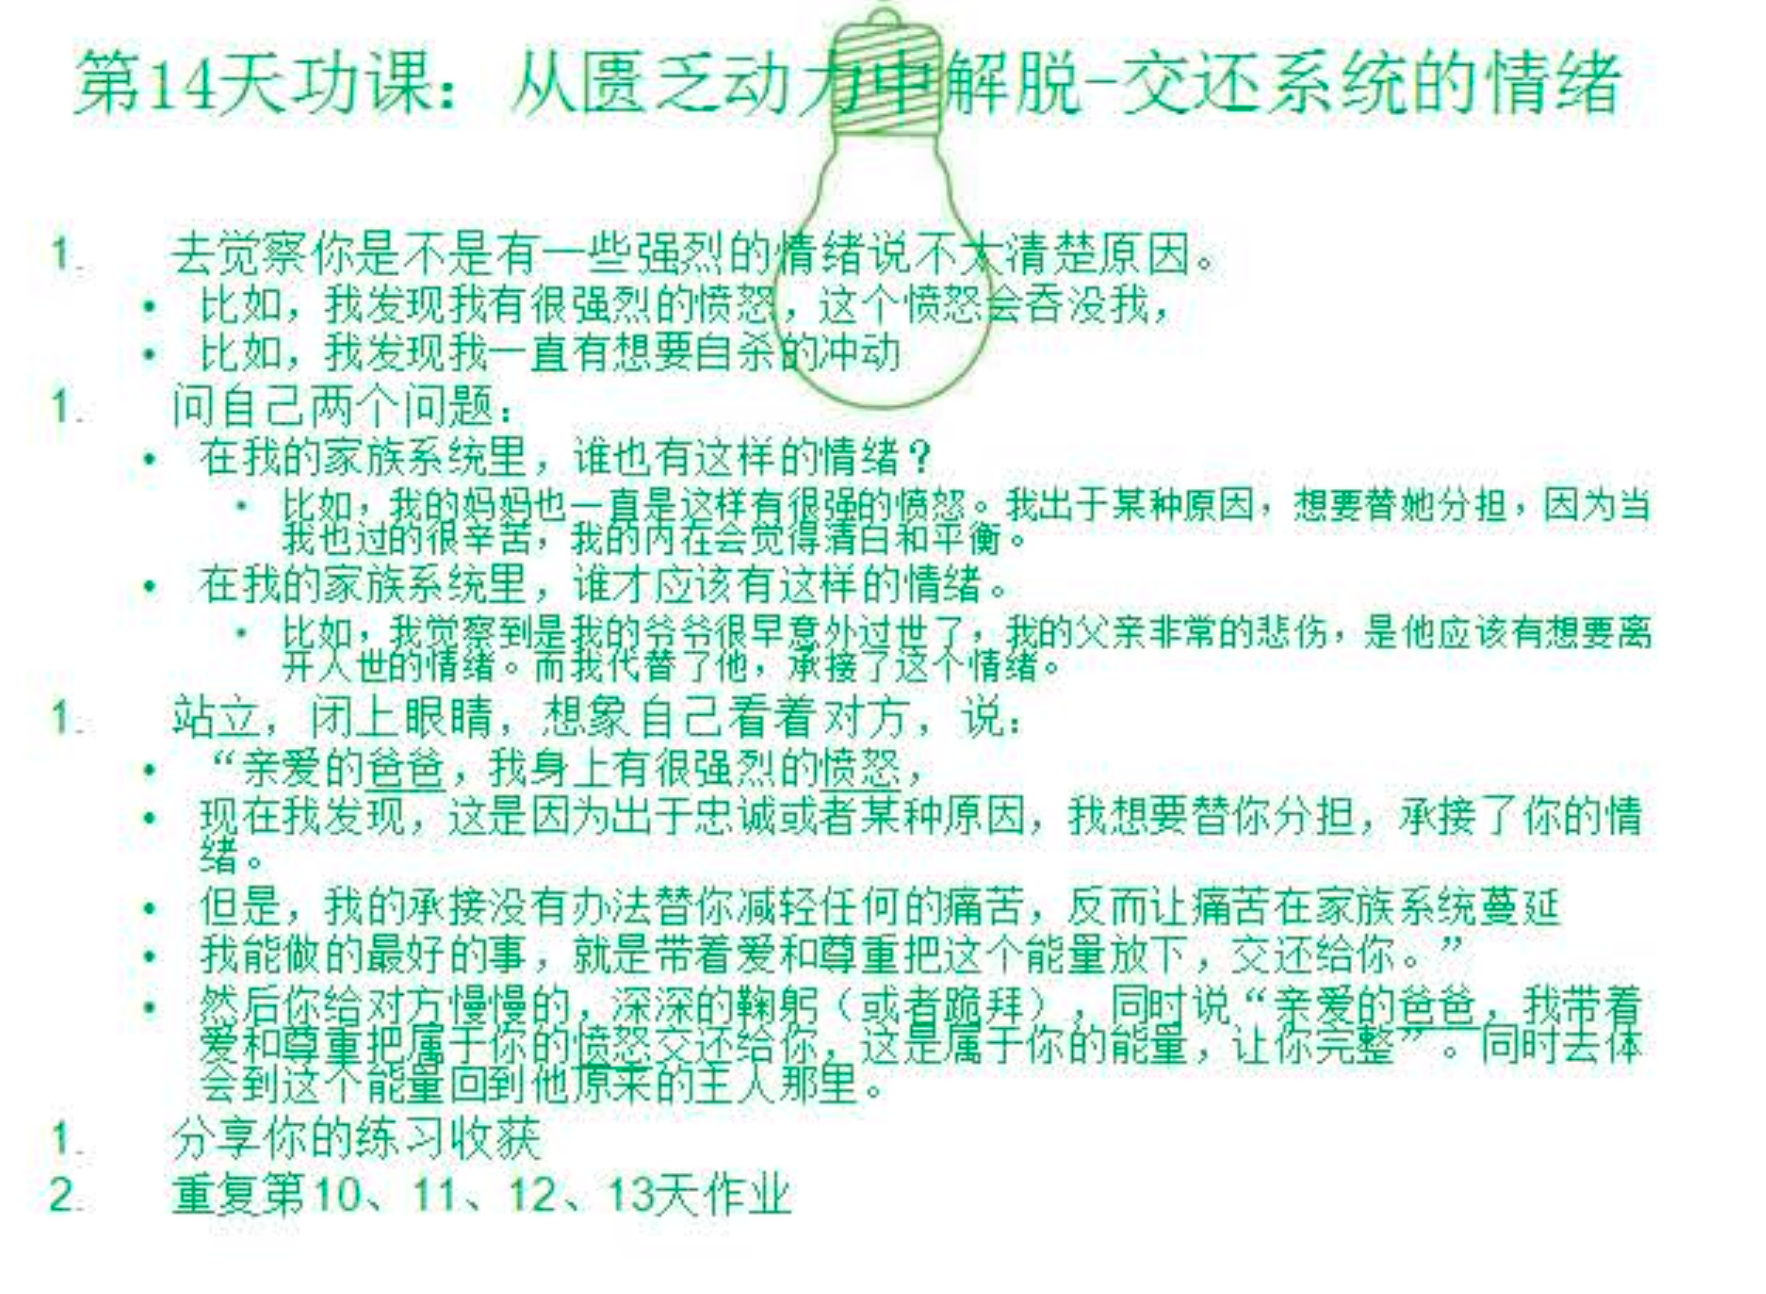 第14天功课：从匮乏动力中解脱-交还系统的情绪
1. 去觉察你是不是有一些强烈的情绪说不太清楚原因。
• 比如，我发现我有很强烈的愤怒，这个愤怒会吞没我，
• 比如，我发现我一直有想要自杀的冲动
1. 问自己两个问题：
• 在我的家族系统里，谁也有这样的情绪？
• 比如，我的妈妈也一直是这样有很强的愤怒。我出于某种原因，想要替她分担，因为当
我也过的很辛苦，我的内在会觉得清白和平衡。
• 在我的家族系统里，谁才应该有这样的情绪。
• 比如，我觉察到是我的爷爷很早意外过世了，我的父亲非常的悲伤，是他应该有想要离
开人世的情绪。而我代替了他，承接了这个情绪。
1. 站立，闭上眼睛，想象自己看着对方，说：
• “亲爱的爸爸，我身上有很强烈的愤怒，
• 现在我发现，这是因为出于忠诚或者某种原因，我想要替你分担，承接了你的情
绪。
• 但是，我的承接没有办法替你减轻任何的痛苦，反而让痛苦在家族系统蔓延
• 我能做的最好的事，就是带着爱和尊重把这个能量放下，交还给你。”
• 然后你给对方慢慢的，深深的鞠躬（或者跪拜），同时说“亲爱的爸爸，我带着
爱和尊重把属于你的愤怒交还给你，这是属于你的能量，让你完整”。同时去体
会到这个能量回到他原来的主人那里。
1. 分享你的练习收获
2. 重复第10、11、12、13天作业